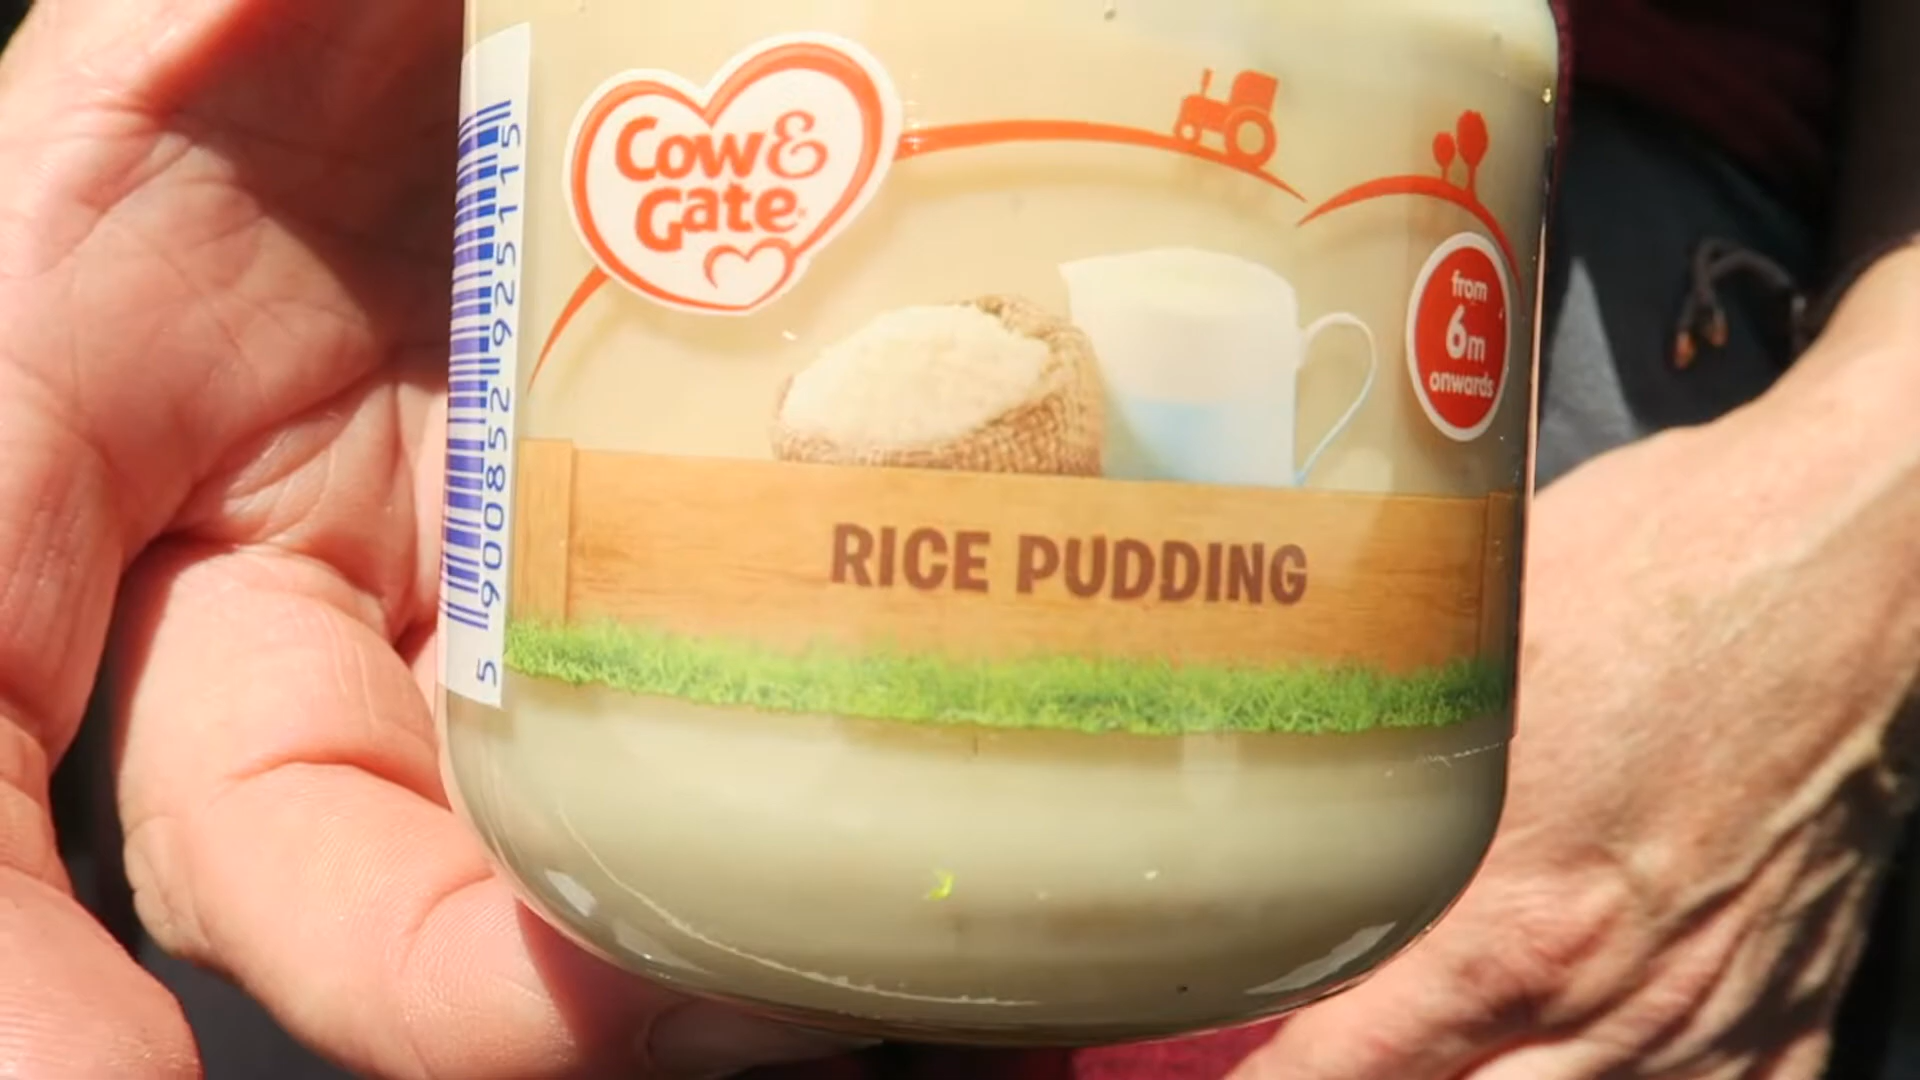 Cow &
Gate
from
6m
onwards
RICE PUDDING
5 900852 925115